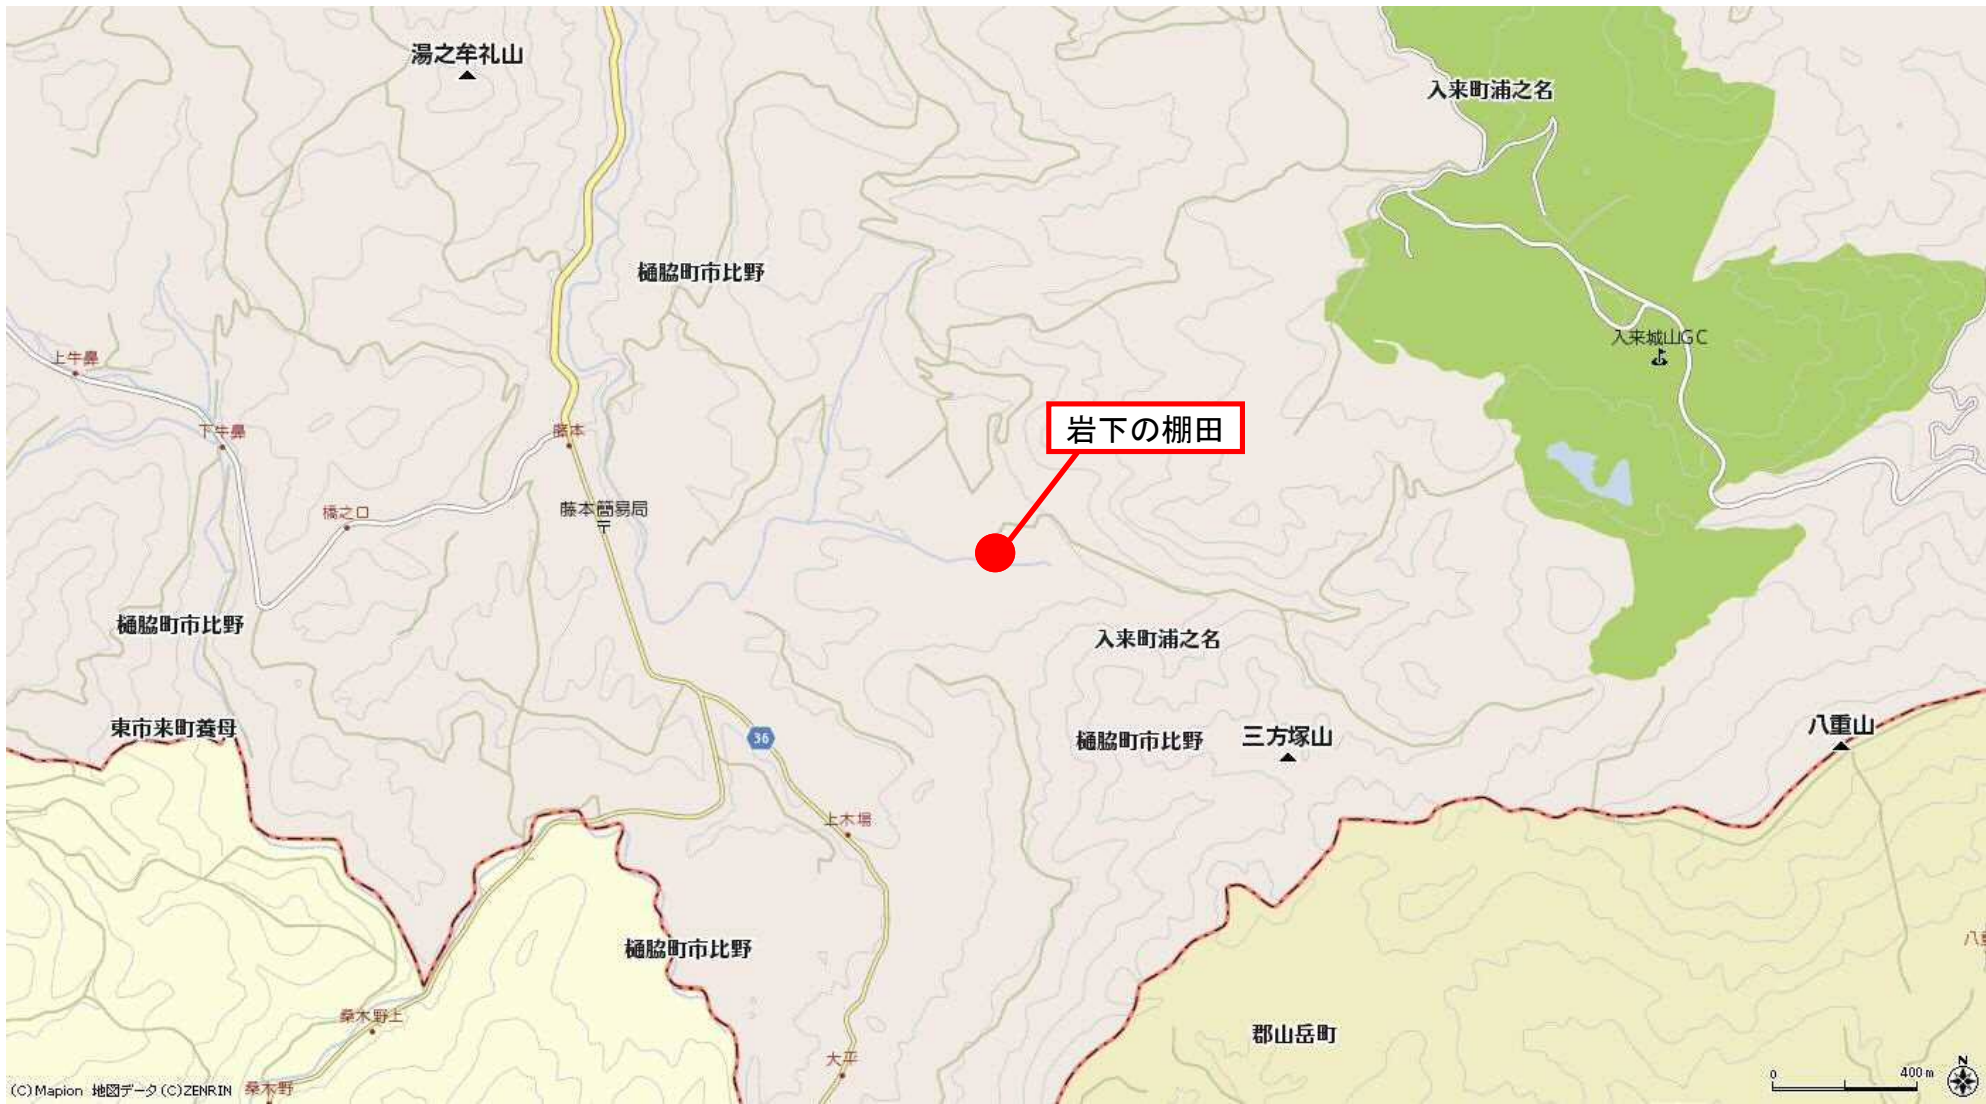 湯之牟礼山
入来町浦之名
樋脇町市比野
入来城山GC
上牛鼻
下牛鼻
藤本
岩下の棚田
橋之口
藤本簡易局
樋脇町市比野
入来町浦之名
東市来町養母
36
樋脇町市比野
三方塚山
八重山
上木場
樋脇町市比野
桑木野上
郡山岳町
大平
桑木野
(C)Mapion 地図データ(C)ZENRIN
0
400m
N